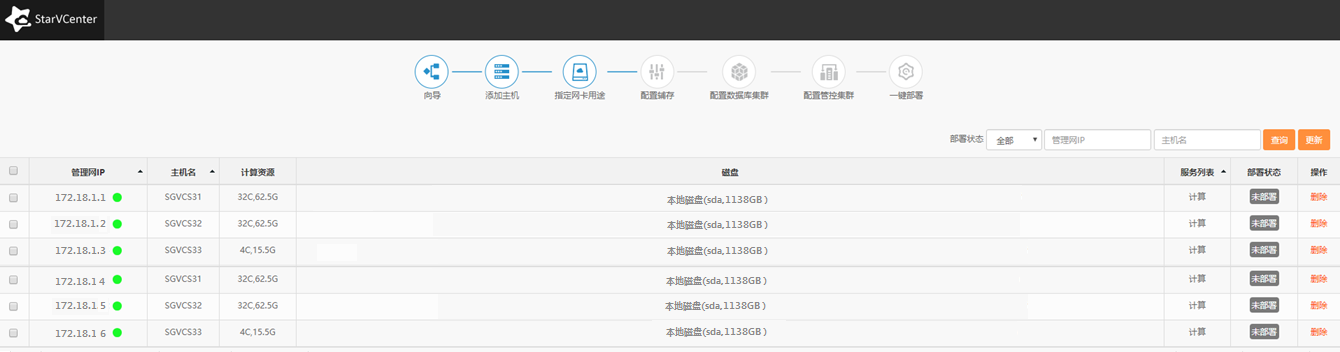 StarVCenter
向导 添加主机 指定网卡用途 配置储存 配置数据库集群 配置管控集群 一键部署
部署状态 全部 管理网IP 主机名 查询 更新
管理网IP 主机名 计算资源 磁盘 服务列表 部署状态 操作
172.18.1.1 SGVCS31 32C,62.5G 本地磁盘(sda,1138GB ) 计算 未部署 删除
172.18.1.2 SGVCS32 32C,62.5G 本地磁盘(sda,1138GB ) 计算 未部署 删除
172.18.1.3 SGVCS33 4C,15.5G 本地磁盘(sda,1138GB ) 计算 未部署 删除
172.18.1 4 SGVCS31 32C,62.5G 本地磁盘(sda,1138GB ) 计算 未部署 删除
172.18.1 5 SGVCS32 32C,62.5G 本地磁盘(sda,1138GB ) 计算 未部署 删除
172.18.1 6 SGVCS33 4C,15.5G 本地磁盘(sda,1138GB ) 计算 未部署 删除